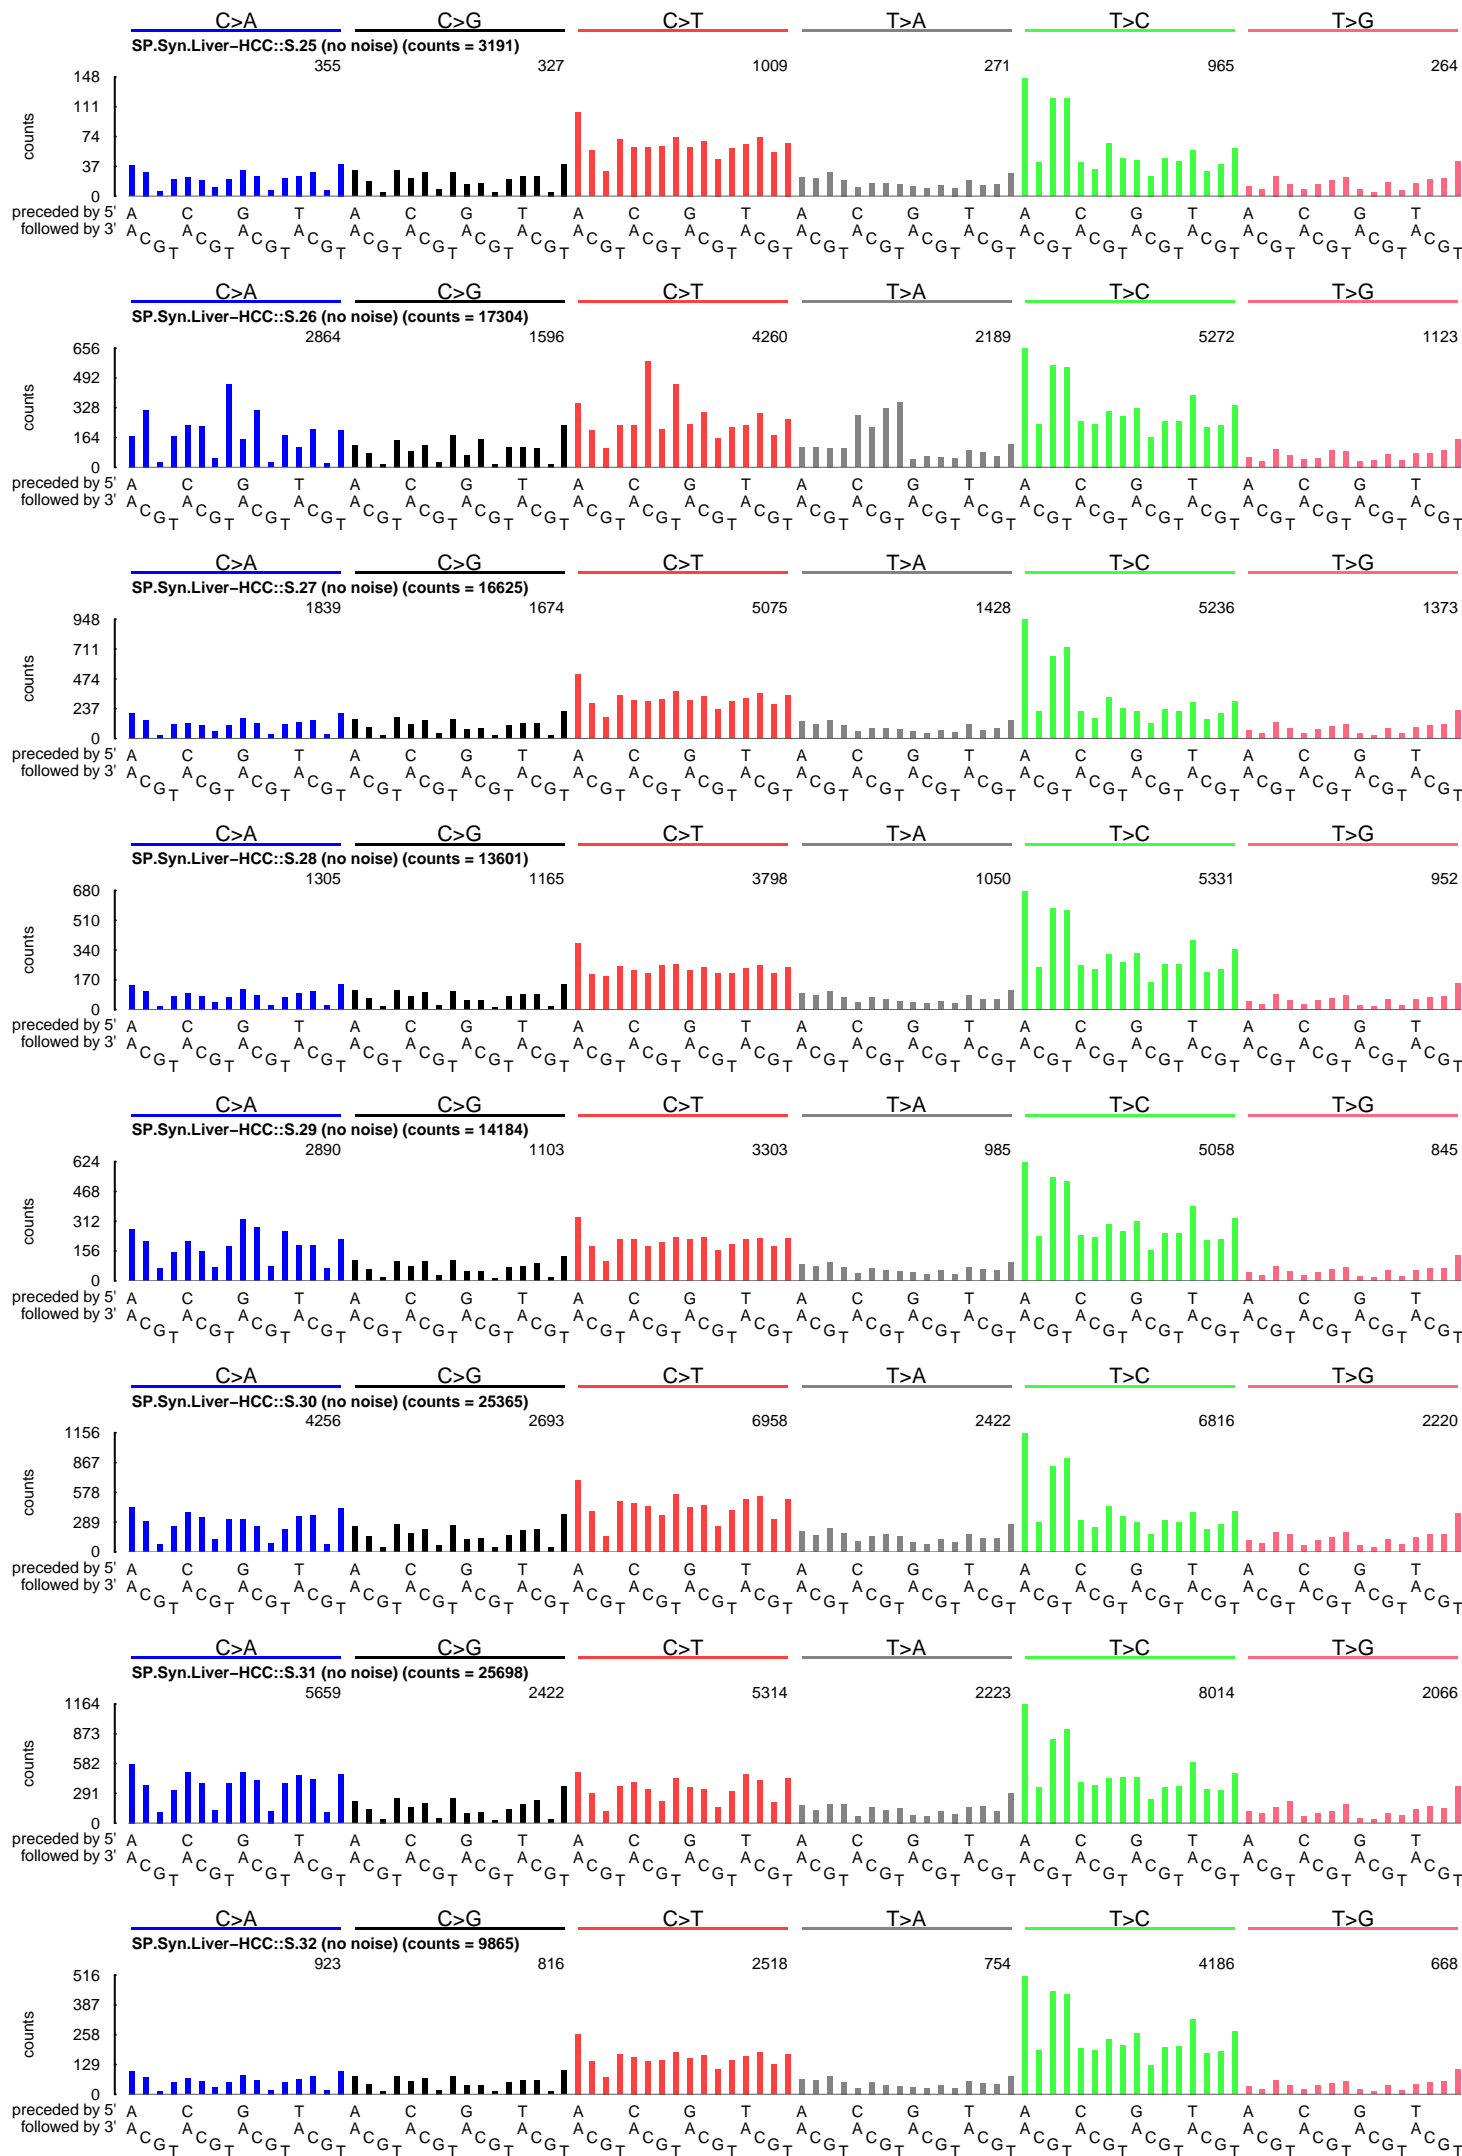 C>A C>G C>T T>A T>C T>G
SP.Syn.Liver−HCC::S.25 (no noise) (counts = 3191)
355 327 1009 271 965 264
148
111
74
37
0
counts
preceded by 5' A C G T A C G T A C G T A C G T A C G T A C G T
followed by 3' A C G T A C G T A C G T A C G T A C G T A C G T A C G T A C G T A C G T A C G T A C G T A C G T A C G T A C G T A C G T A C G T A C G T A C G T A C G T A C G T A C G T A C G T A C G T A C G T
C>A C>G C>T T>A T>C T>G
SP.Syn.Liver−HCC::S.26 (no noise) (counts = 17304)
2864 1596 4260 2189 5272 1123
656
492
328
164
0
counts
preceded by 5' A C G T A C G T A C G T A C G T A C G T A C G T
followed by 3' A C G T A C G T A C G T A C G T A C G T A C G T A C G T A C G T A C G T A C G T A C G T A C G T A C G T A C G T A C G T A C G T A C G T A C G T A C G T A C G T A C G T A C G T A C G T A C G T
C>A C>G C>T T>A T>C T>G
SP.Syn.Liver−HCC::S.27 (no noise) (counts = 16625)
1839 1674 5075 1428 5236 1373
948
711
474
237
0
counts
preceded by 5' A C G T A C G T A C G T A C G T A C G T A C G T
followed by 3' A C G T A C G T A C G T A C G T A C G T A C G T A C G T A C G T A C G T A C G T A C G T A C G T A C G T A C G T A C G T A C G T A C G T A C G T A C G T A C G T A C G T A C G T A C G T A C G T
C>A C>G C>T T>A T>C T>G
SP.Syn.Liver−HCC::S.28 (no noise) (counts = 13601)
1305 1165 3798 1050 5331 952
680
510
340
170
0
counts
preceded by 5' A C G T A C G T A C G T A C G T A C G T A C G T
followed by 3' A C G T A C G T A C G T A C G T A C G T A C G T A C G T A C G T A C G T A C G T A C G T A C G T A C G T A C G T A C G T A C G T A C G T A C G T A C G T A C G T A C G T A C G T A C G T A C G T
C>A C>G C>T T>A T>C T>G
SP.Syn.Liver−HCC::S.29 (no noise) (counts = 14184)
2890 1103 3303 985 5058 845
624
468
312
156
0
counts
preceded by 5' A C G T A C G T A C G T A C G T A C G T A C G T
followed by 3' A C G T A C G T A C G T A C G T A C G T A C G T A C G T A C G T A C G T A C G T A C G T A C G T A C G T A C G T A C G T A C G T A C G T A C G T A C G T A C G T A C G T A C G T A C G T A C G T
C>A C>G C>T T>A T>C T>G
SP.Syn.Liver−HCC::S.30 (no noise) (counts = 25365)
4256 2693 6958 2422 6816 2220
1156
867
578
289
0
counts
preceded by 5' A C G T A C G T A C G T A C G T A C G T A C G T
followed by 3' A C G T A C G T A C G T A C G T A C G T A C G T A C G T A C G T A C G T A C G T A C G T A C G T A C G T A C G T A C G T A C G T A C G T A C G T A C G T A C G T A C G T A C G T A C G T A C G T
C>A C>G C>T T>A T>C T>G
SP.Syn.Liver−HCC::S.31 (no noise) (counts = 25698)
5659 2422 5314 2223 8014 2066
1164
873
582
291
0
counts
preceded by 5' A C G T A C G T A C G T A C G T A C G T A C G T
followed by 3' A C G T A C G T A C G T A C G T A C G T A C G T A C G T A C G T A C G T A C G T A C G T A C G T A C G T A C G T A C G T A C G T A C G T A C G T A C G T A C G T A C G T A C G T A C G T A C G T
C>A C>G C>T T>A T>C T>G
SP.Syn.Liver−HCC::S.32 (no noise) (counts = 9865)
923 816 2518 754 4186 668
516
387
258
129
0
counts
preceded by 5' A C G T A C G T A C G T A C G T A C G T A C G T
followed by 3' A C G T A C G T A C G T A C G T A C G T A C G T A C G T A C G T A C G T A C G T A C G T A C G T A C G T A C G T A C G T A C G T A C G T A C G T A C G T A C G T A C G T A C G T A C G T A C G T